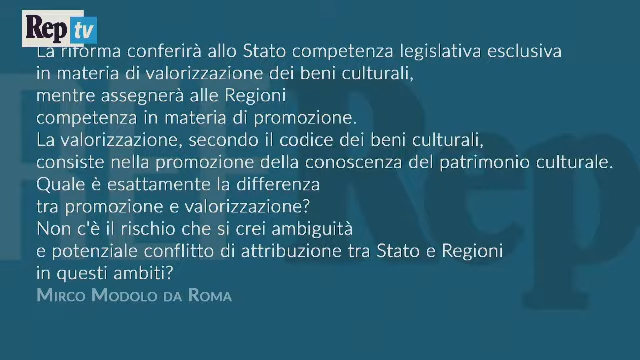 Rep tv
La riforma conferirà allo Stato competenza legislativa esclusiva
in materia di valorizzazione dei beni culturali,
mentre assegnerà alle Regioni
competenza in materia di promozione.
La valorizzazione, secondo il codice dei beni culturali,
consiste nella promozione della conoscenza del patrimonio culturale.
Quale è esattamente la differenza
tra promozione e valorizzazione?
Non c'è il rischio che si crei ambiguità
e potenziale conflitto di attribuzione tra Stato e Regioni
in questi ambiti?
MIRCO MODOLO DA ROMA
Rep